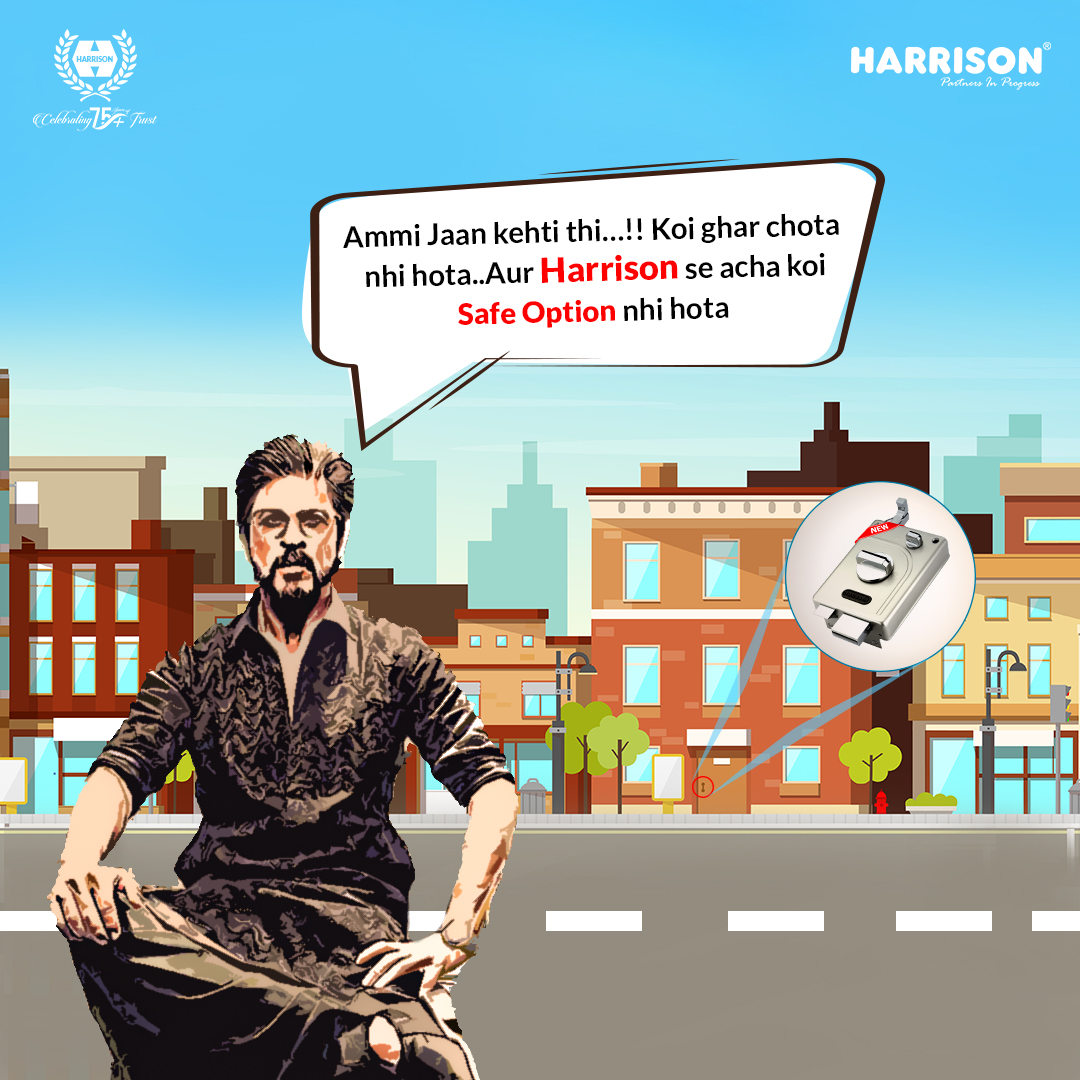 HARRISON
Celebrating 75+ Years of Trust
HARRISON®
Partners In Progress
Ammi Jaan kehti thi...!! Koi ghar chota
nhi hota..Aur Harrison se acha koi
Safe Option nhi hota
NEW